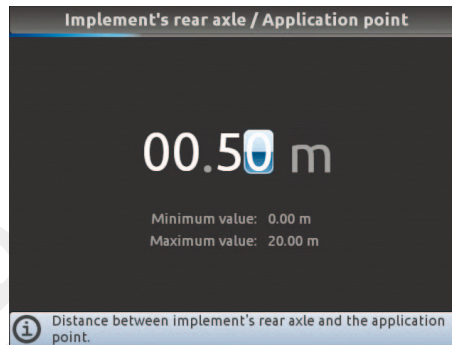 Implement's rear axle / Application point
00.50 m
Minimum value: 0.00 m
Maximum value: 20.00 m
Distance between implement's rear axle and the application
point.